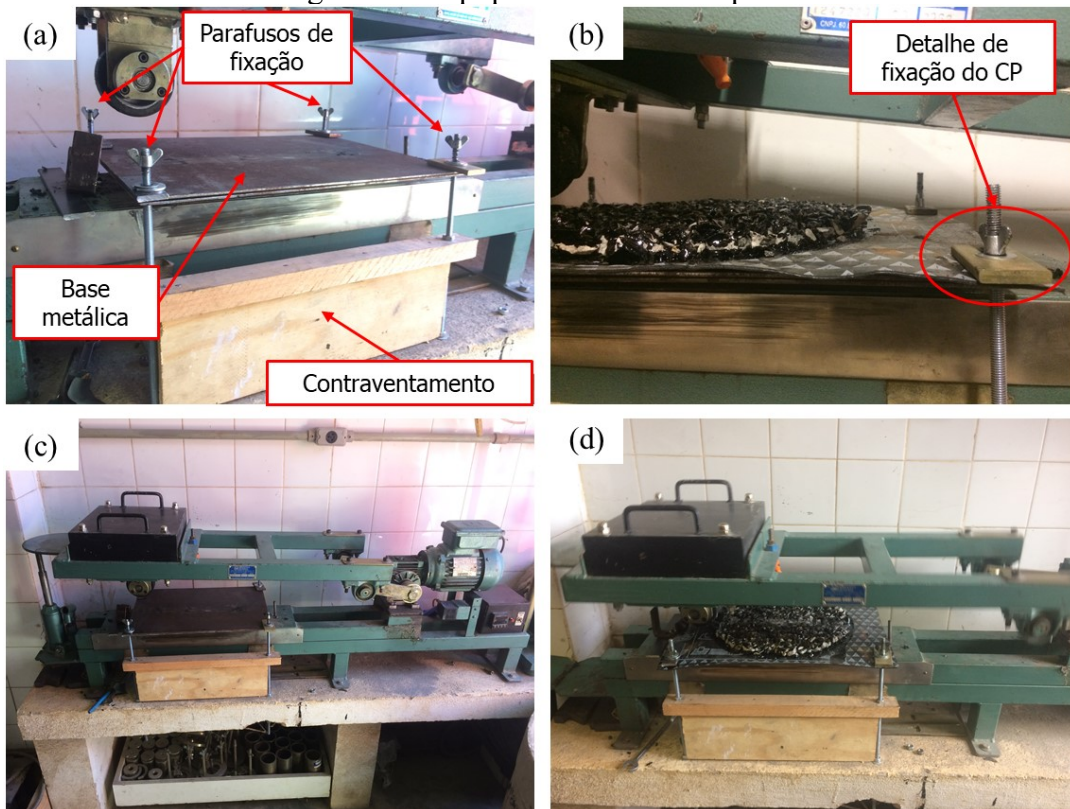 (a)
Parafusos de
fixação
Base
metálica
Contraventamento
(b)
Detalhe de
fixação do CP
(c)
(d)